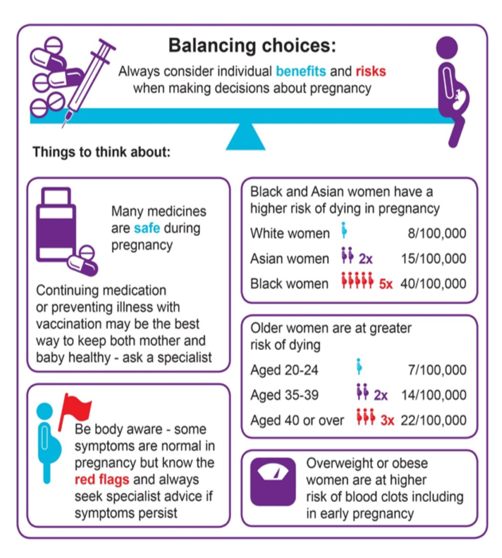 Balancing choices:
Always consider individual benefits and risks
when making decisions about pregnancy
Things to think about:
Many medicines
are safe during
pregnancy
Continuing medication
or preventing illness with
vaccination may be the best
way to keep both mother and
baby healthy - ask a specialist
Be body aware - some
symptoms are normal in
pregnancy but know the
red flags and always
seek specialist advice if
symptoms persist
Black and Asian women have a
higher risk of dying in pregnancy
White women 8/100,000
Asian women 2x 15/100,000
Black women 5x 40/100,000
Older women are at greater
risk of dying
Aged 20-24 7/100,000
Aged 35-39 2x 14/100,000
Aged 40 or over 3x 22/100,000
Overweight or obese
women are at higher
risk of blood clots including
in early pregnancy